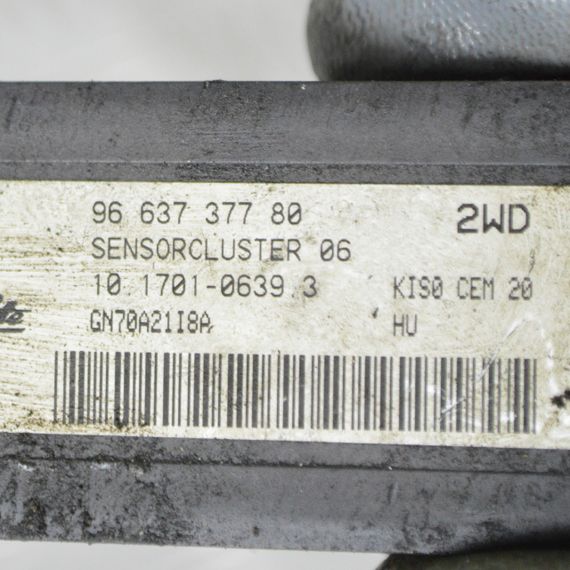 96 637 377 80 2WD
SENSORCLUSTER 06
10.1701-0639.3 KIS0 CEM 20
GN70A21I8A HU